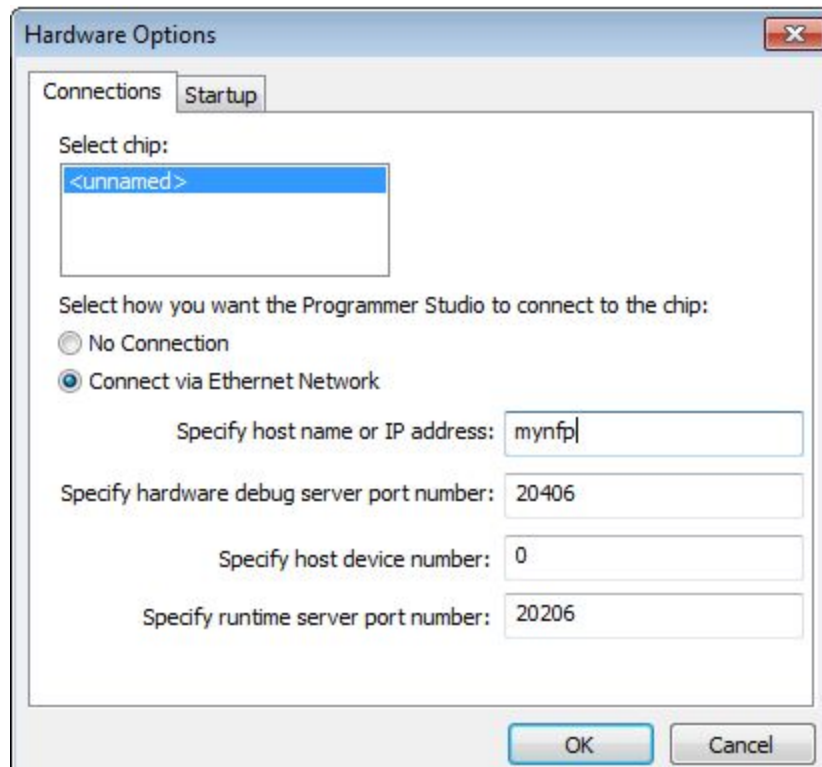 Hardware Options
Connections
Startup
Select chip:
<unnamed>
Select how you want the Programmer Studio to connect to the chip:
No Connection
Connect via Ethernet Network
Specify host name or IP address: mynfp
Specify hardware debug server port number: 20406
Specify host device number: 0
Specify runtime server port number: 20206
OK
Cancel